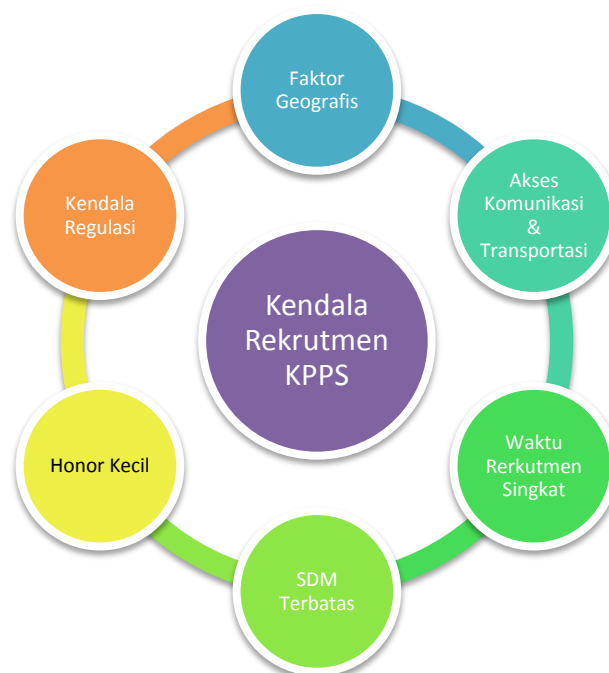 Faktor
Geografis
Akses
Komunikasi
&
Transportasi
Waktu
Rerkutmen
Singkat
SDM
Terbatas
Honor Kecil
Kendala
Regulasi
Kendala
Rekrutmen
KPPS